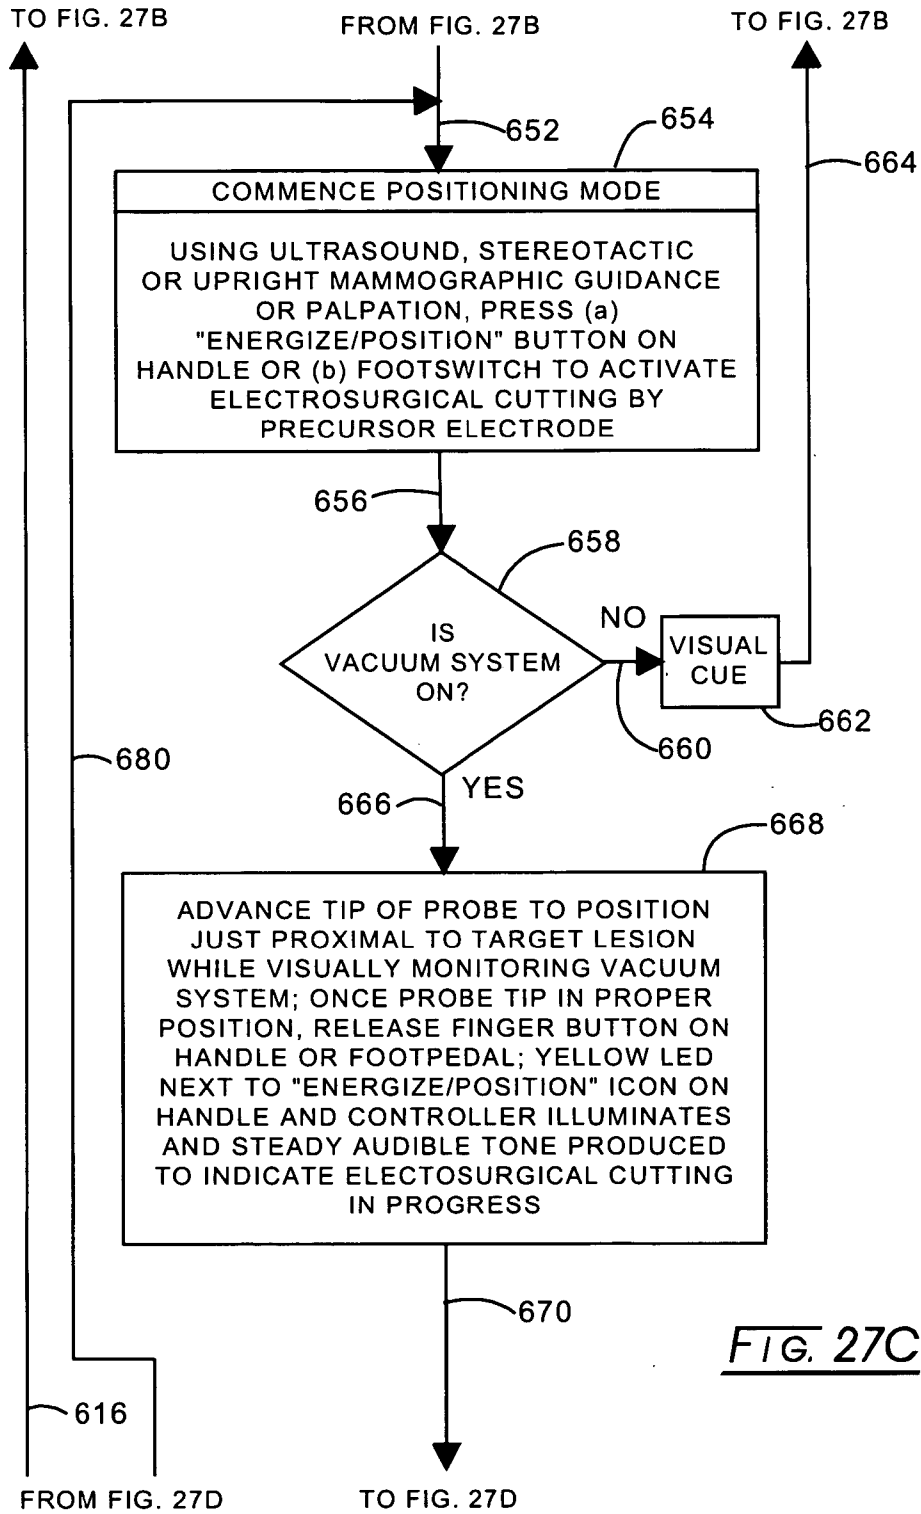 TO FIG. 27B
FROM FIG. 27B
TO FIG. 27B
652
654
664
COMMENCE POSITIONING MODE
USING ULTRASOUND, STEREOTACTIC
OR UPRIGHT MAMMOGRAPHIC GUIDANCE
OR PALPATION, PRESS (a)
"ENERGIZE/POSITION" BUTTON ON
HANDLE OR (b) FOOTSWITCH TO ACTIVATE
ELECTROSURGICAL CUTTING BY
PRECURSOR ELECTRODE
656
658
IS
VACUUM SYSTEM
ON?
NO
VISUAL
CUE
660
662
680
666
YES
668
ADVANCE TIP OF PROBE TO POSITION
JUST PROXIMAL TO TARGET LESION
WHILE VISUALLY MONITORING VACUUM
SYSTEM; ONCE PROBE TIP IN PROPER
POSITION, RELEASE FINGER BUTTON ON
HANDLE OR FOOTPEDAL; YELLOW LED
NEXT TO "ENERGIZE/POSITION" ICON ON
HANDLE AND CONTROLLER ILLUMINATES
AND STEADY AUDIBLE TONE PRODUCED
TO INDICATE ELECTOSURGICAL CUTTING
IN PROGRESS
670
FIG. 27C
616
FROM FIG. 27D
TO FIG. 27D